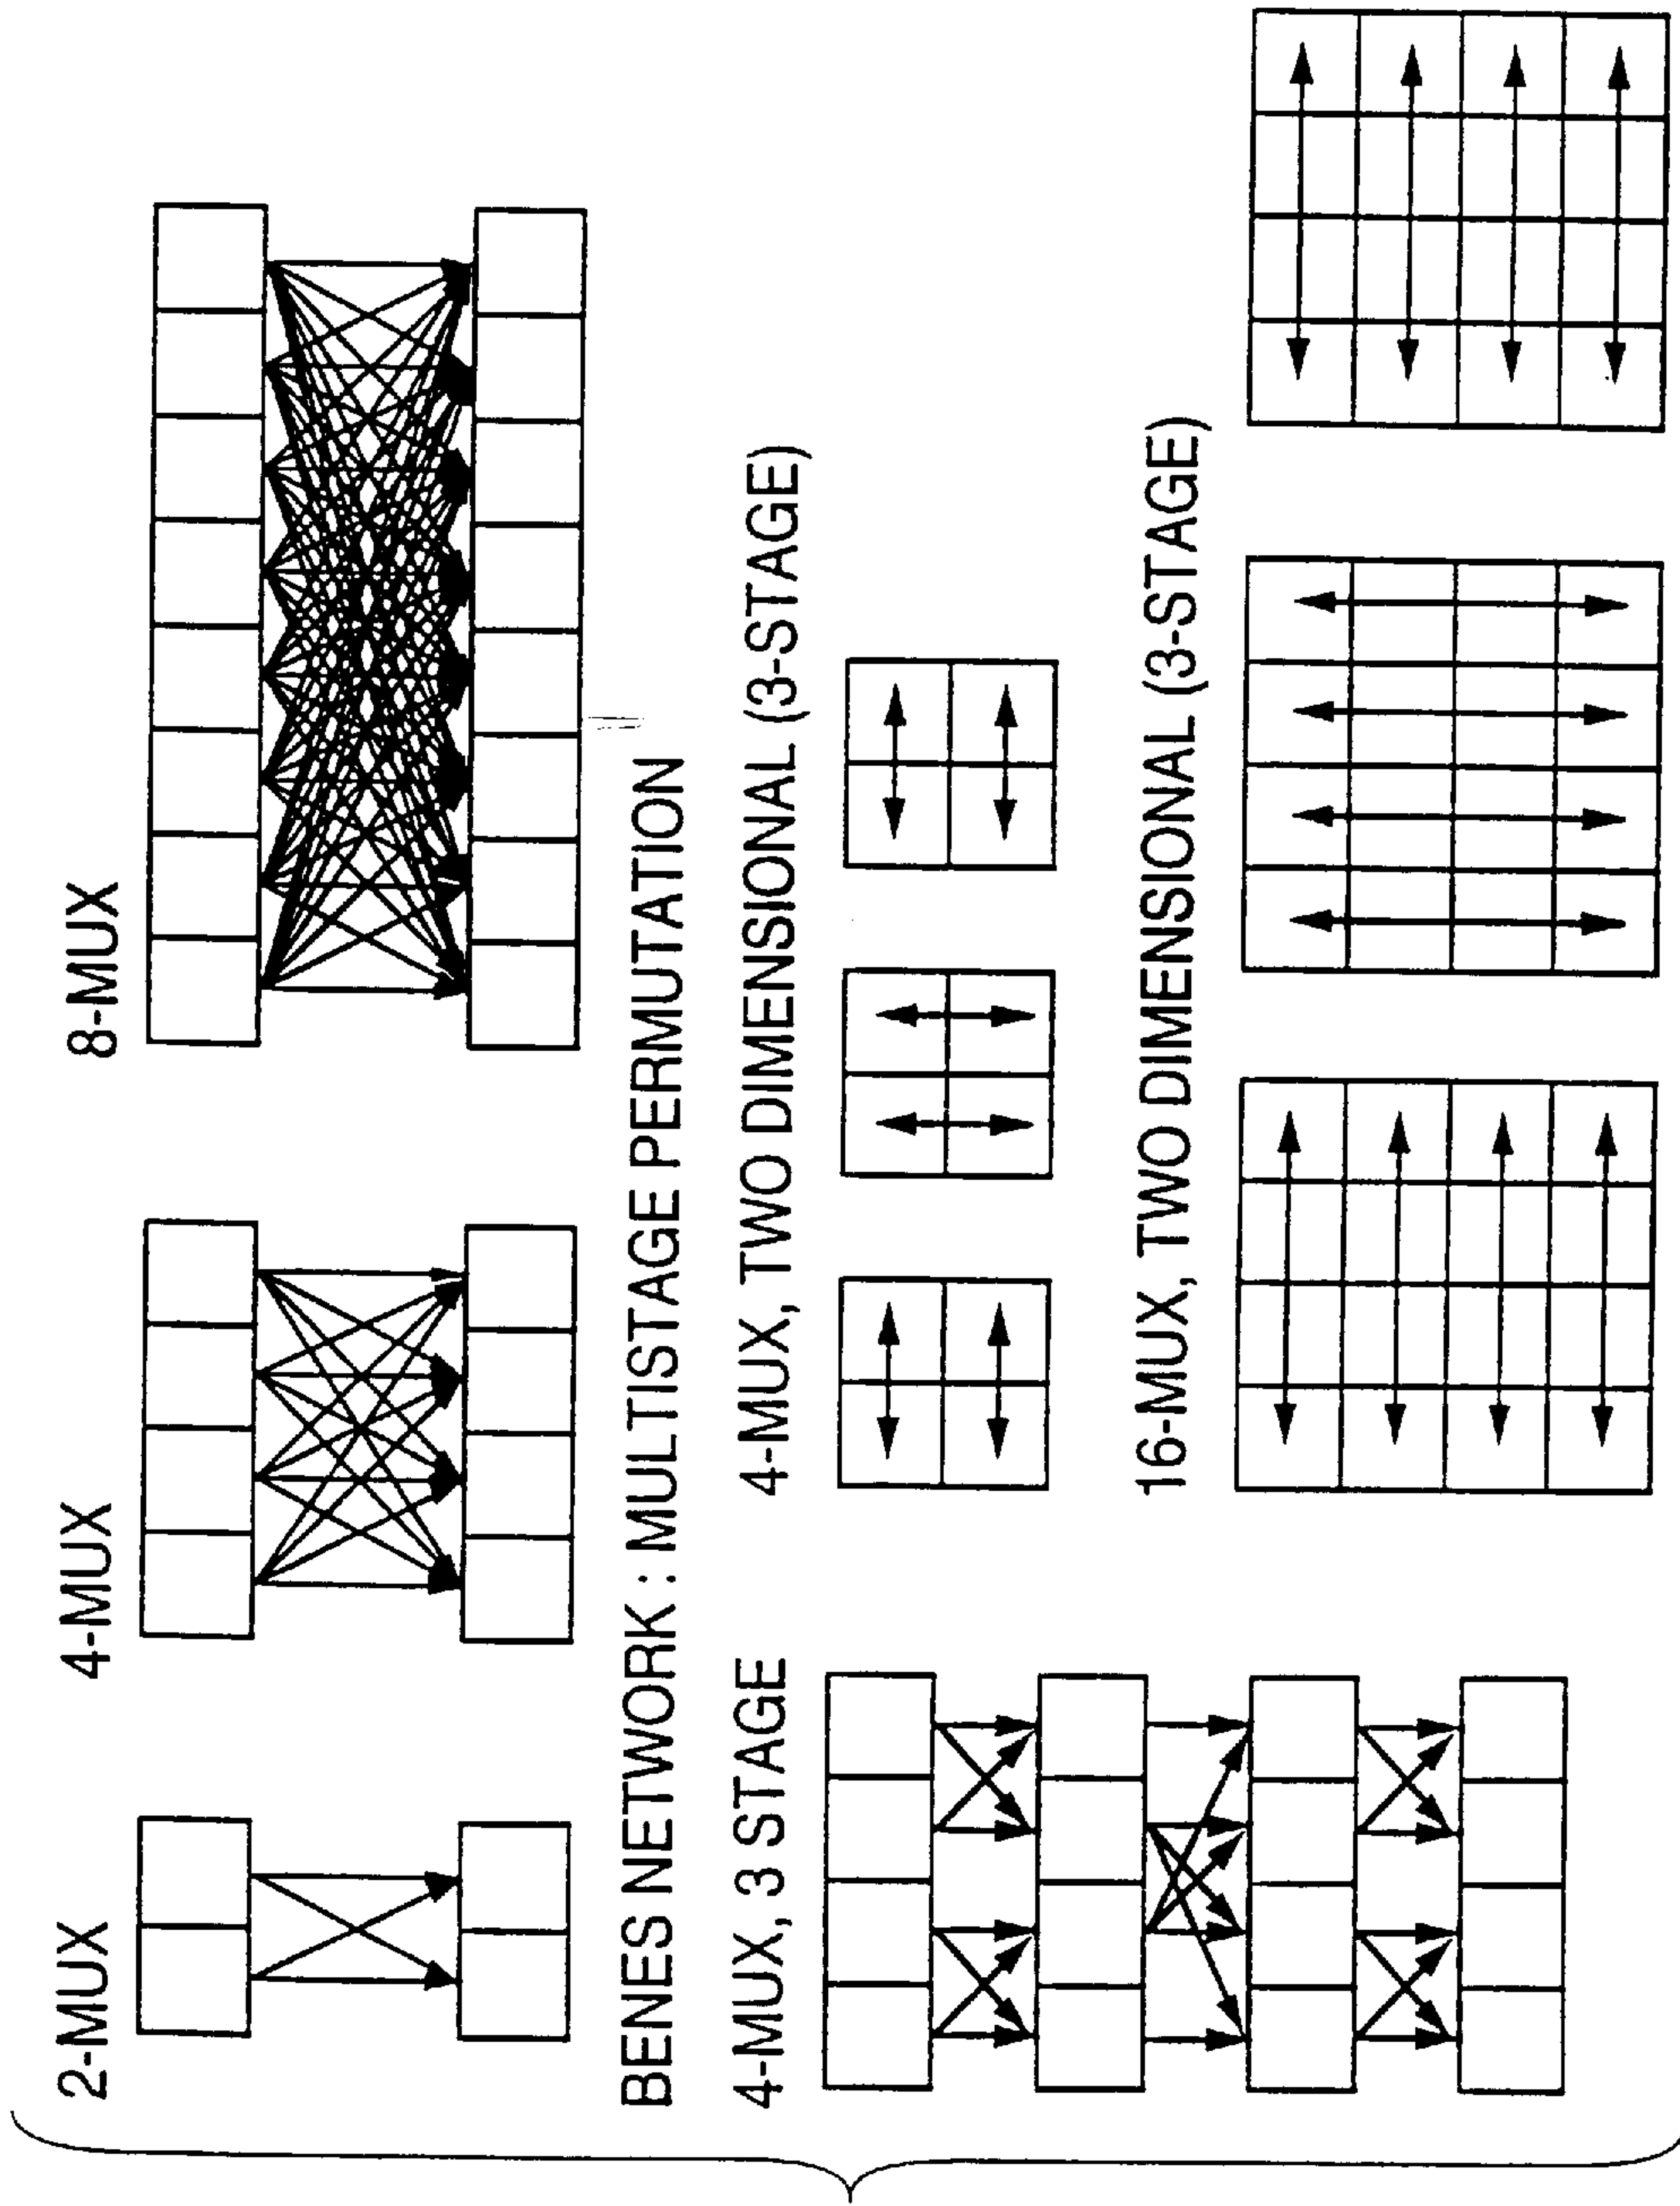 2-MUX
4-MUX
8-MUX
BENES NETWORK : MULTISTAGE PERMUTATION
4-MUX, 3 STAGE
4-MUX, TWO DIMENSIONAL (3-STAGE)
16-MUX, TWO DIMENSIONAL (3-STAGE)